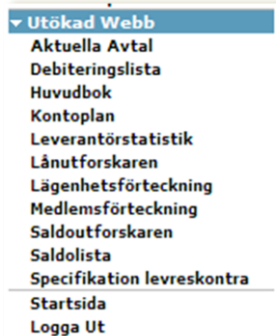 Utökad Webb
Aktuella Avtal
Debiteringslista
Huvudbok
Kontoplan
Leverantörstatistik
Lånutforskaren
Lägenhetsförteckning
Medlemsförteckning
Saldoutforskaren
Saldolista
Specifikation levreskontra
Startsida
Logga Ut